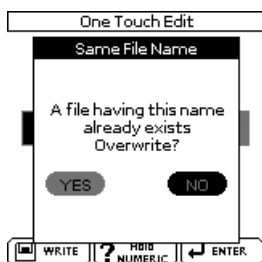 One Touch Edit
Same File Name
A file having this name
already exists
Overwrite?
YES NO
WRITE ? HOLD NUMERIC ENTER